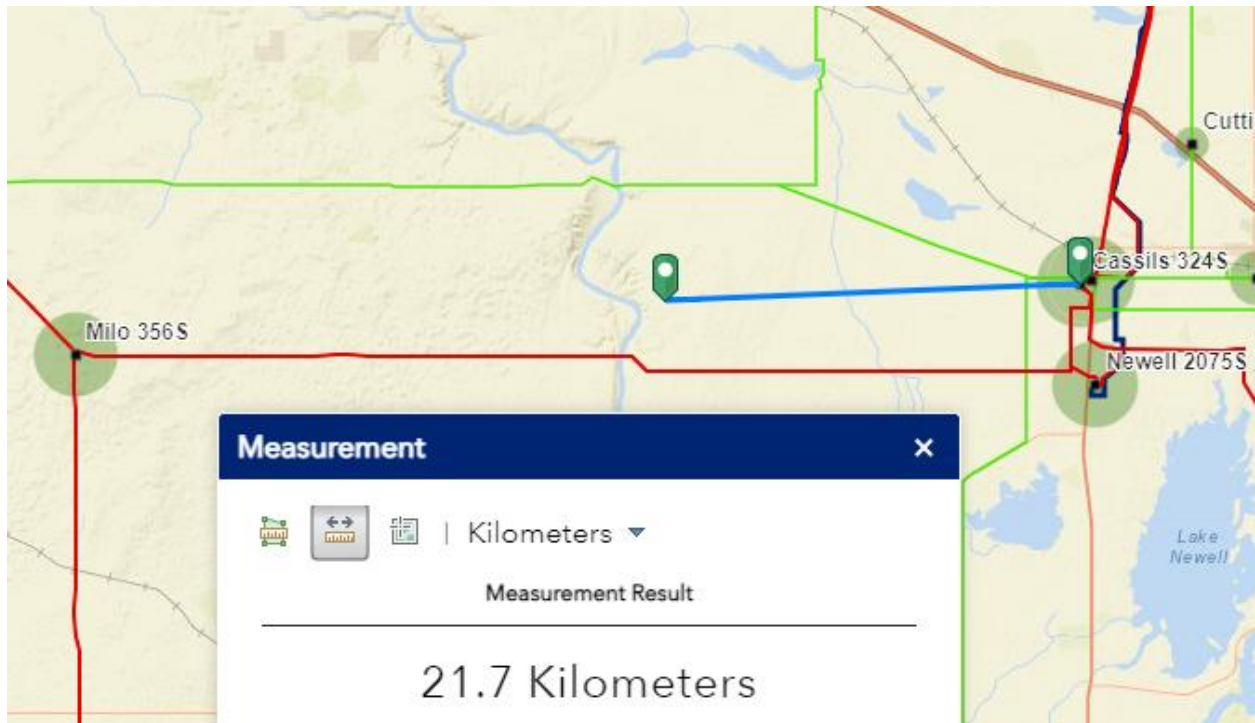 Cutti
Cassils 324S
Milo 356S
Newell 2075S
Measurement
| Kilometers
Lake
Newell
Measurement Result
21.7 Kilometers